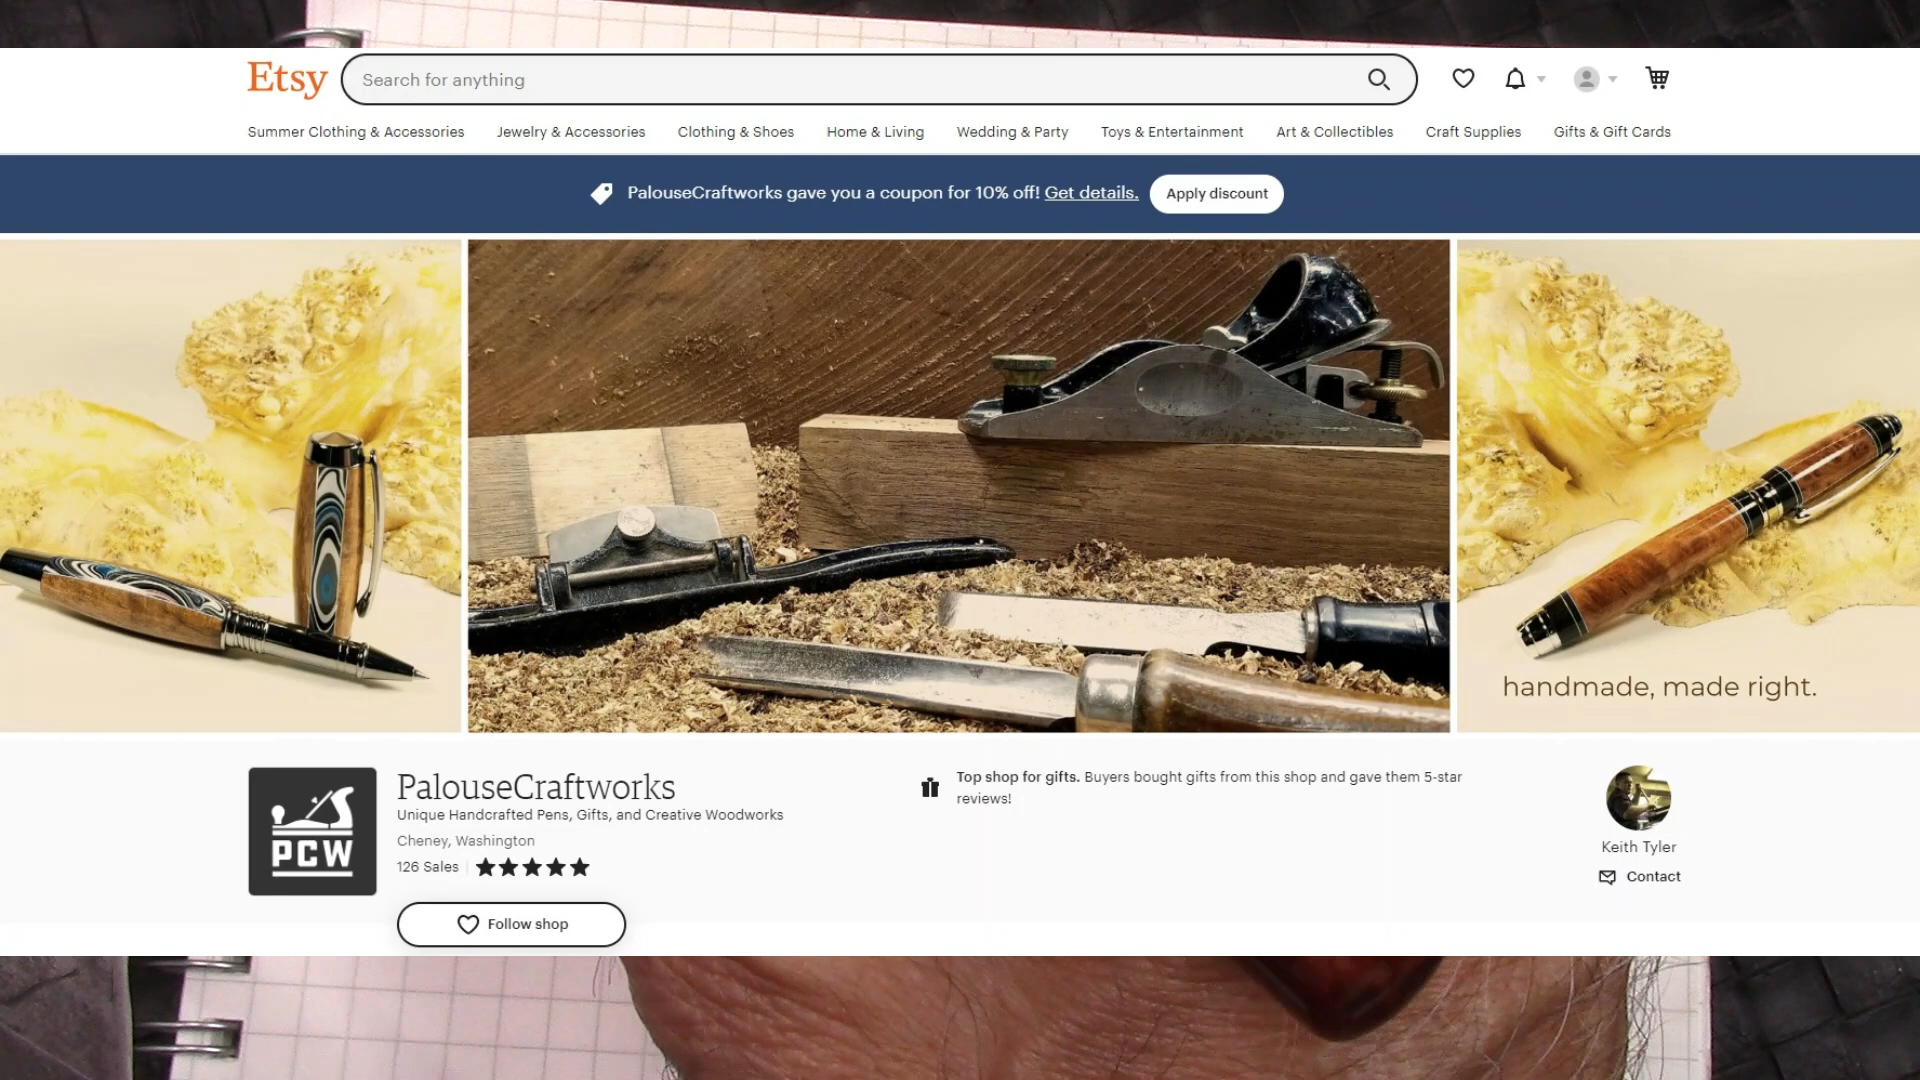 Etsy
Search for anything
Summer Clothing & Accessories Jewelry & Accessories Clothing & Shoes Home & Living Wedding & Party Toys & Entertainment Art & Collectibles Craft Supplies Gifts & Gift Cards
PalouseCraftworks gave you a coupon for 10% off! Get details. Apply discount
handmade, made right.
PCW
PalouseCraftworks
Unique Handcrafted Pens, Gifts, and Creative Woodworks
Cheney, Washington
126 Sales
Follow shop
Top shop for gifts. Buyers bought gifts from this shop and gave them 5-star
reviews!
Keith Tyler
Contact